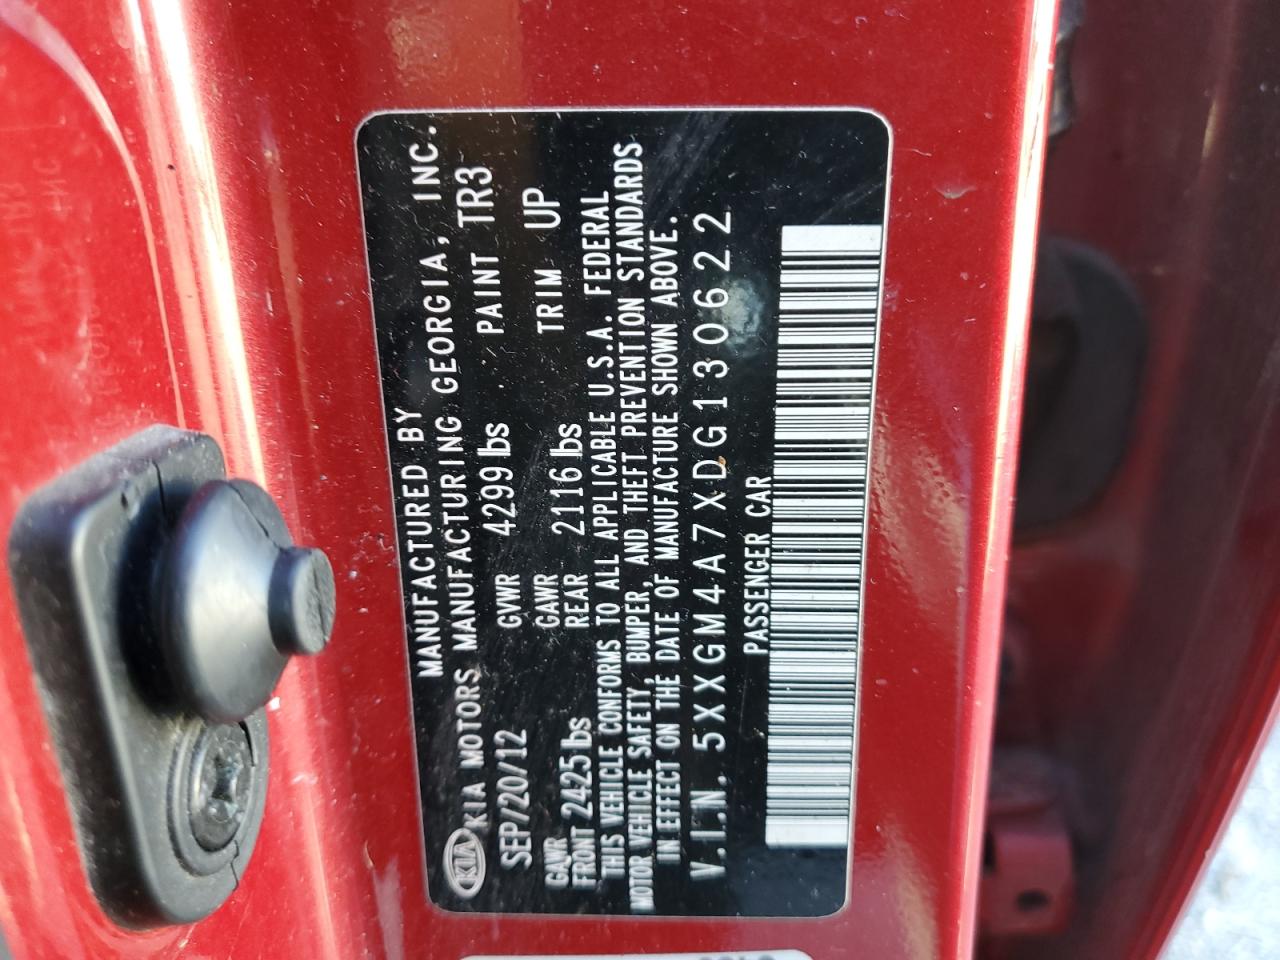 MANUFACTURED BY
KIA KIA MOTORS MANUFACTURING GEORGIA, INC.
SEP/20/12 GVWR 4299 lbs PAINT TR3
GAWR FRONT 2425 lbs GAWR REAR 2116 lbs TRIM UP
THIS VEHICLE CONFORMS TO ALL APPLICABLE U.S.A. FEDERAL
MOTOR VEHICLE SAFETY, BUMPER, AND THEFT PREVENTION STANDARDS
IN EFFECT ON THE DATE OF MANUFACTURE SHOWN ABOVE.
V.I.N. 5XXGM4A7XDG130622
PASSENGER CAR